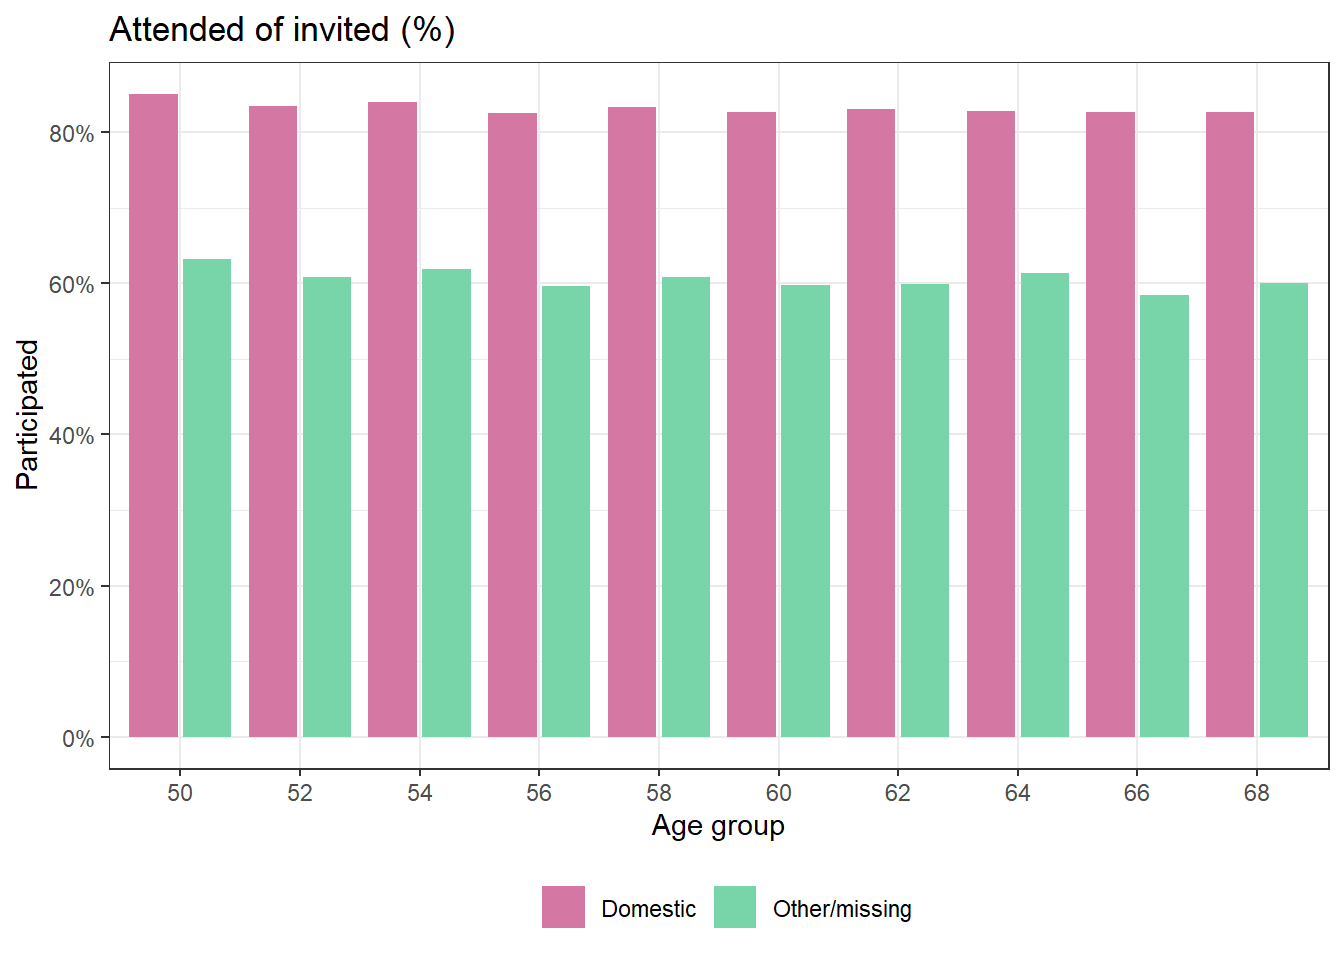 Attended of invited (%)
80%
60%
40%
20%
0%
Participated
50 52 54 56 58 60 62 64 66 68
Age group
Domestic Other/missing